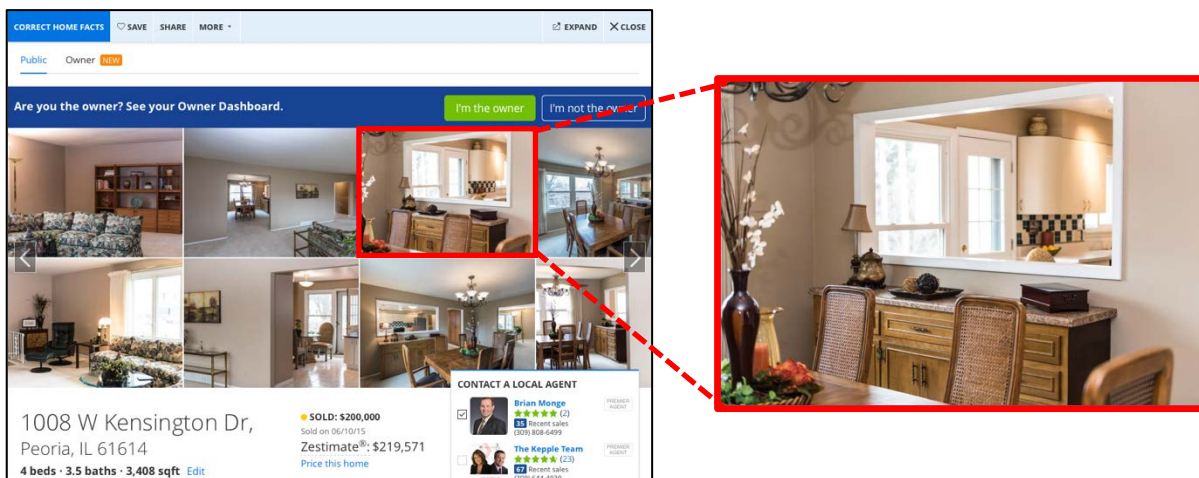 CORRECT HOME FACTS SAVE SHARE MORE EXPAND CLOSE
Public Owner NEW
Are you the owner? See your Owner Dashboard. I'm the owner I'm not the owner
CONTACT A LOCAL AGENT
Brian Monge PREMIER AGENT
(2)
35 Recent sales
(309) 808-6499
The Kepple Team PREMIER AGENT
(23)
67 Recent sales
1008 W Kensington Dr,
Peoria, IL 61614
4 beds · 3.5 baths · 3,408 sqft Edit
SOLD: $200,000
Sold on 06/10/15
Zestimate®: $219,571
Price this home